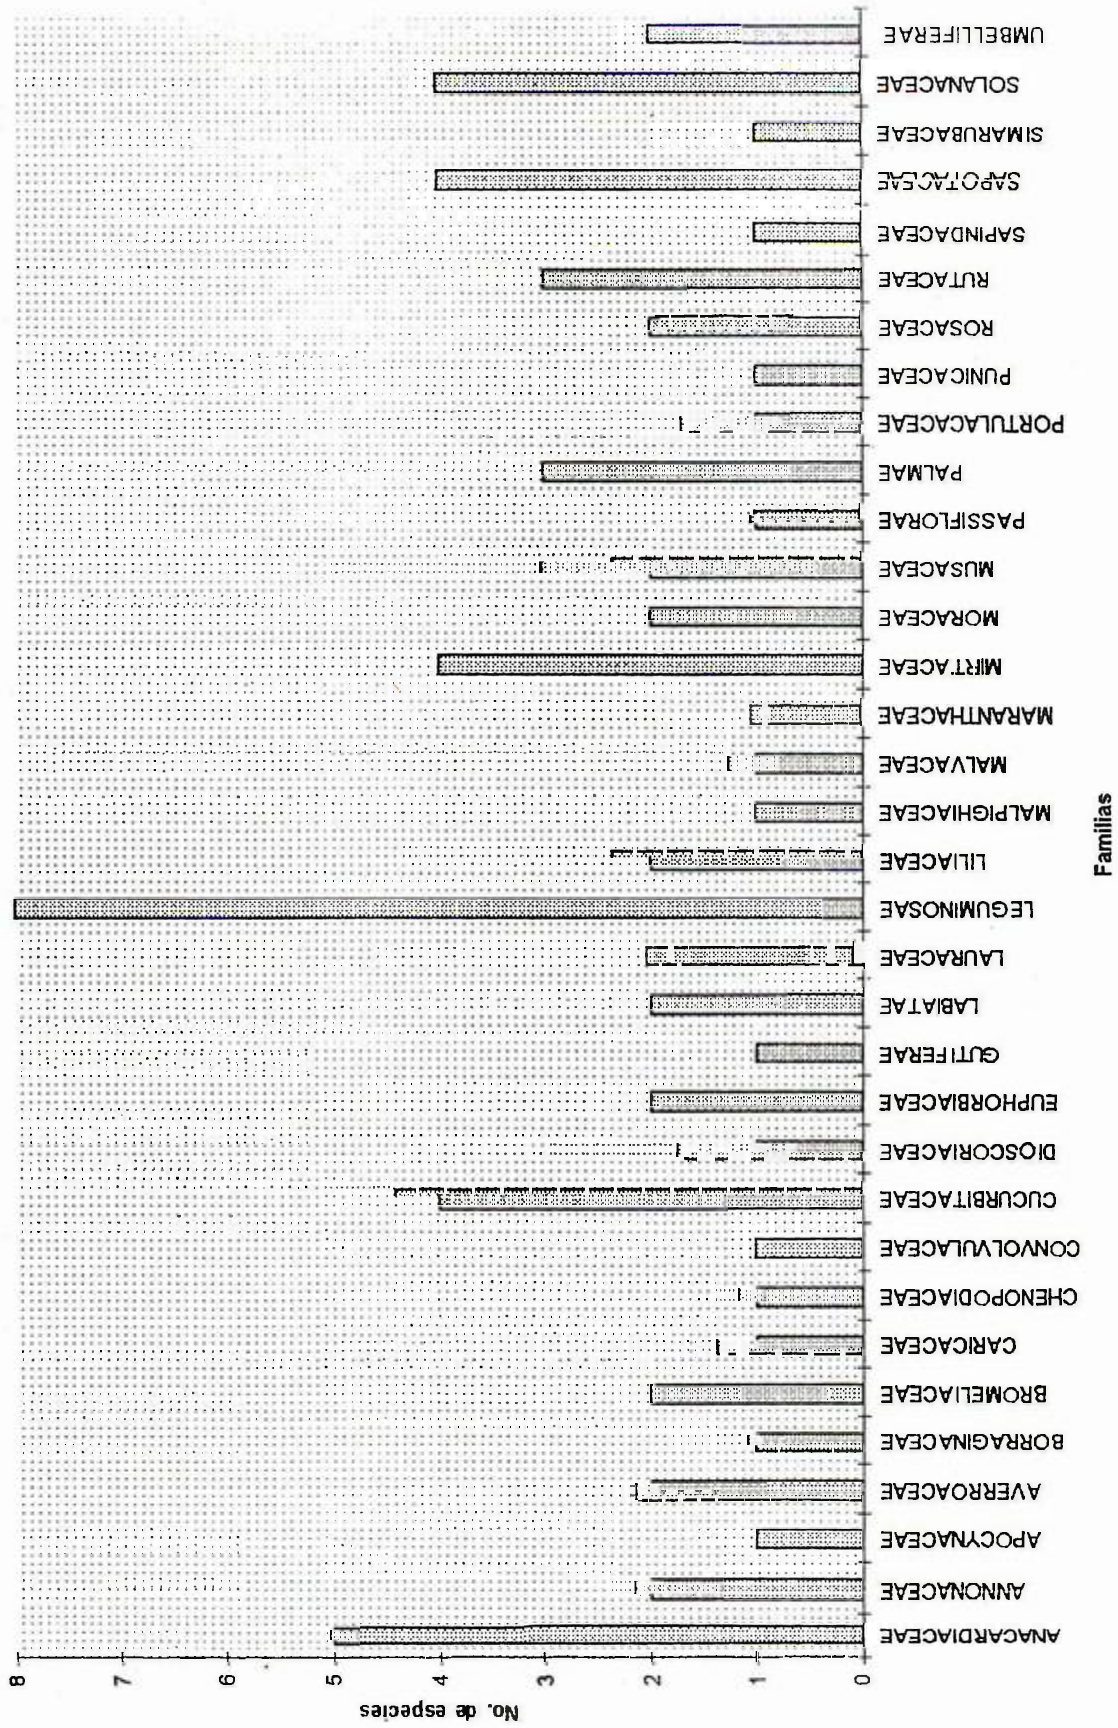 No. de especies
8
7
6
5
4
3
2
1
0
ANACARDIACEAE
ANNONACEAE
APOCYNACEAE
AVERROACEAE
BORRAGINACEAE
BROMELIACEAE
CARICACEAE
CHENOPODIACEAE
CONVOLVULACEAE
CUCURBITACEAE
DIOSCORIACEAE
EUPHORBIACEAE
GUTIFERAE
LABIATAE
LAURACEAE
LEGUMINOSAE
LILIACEAE
MALPIGHIACEAE
MALVACEAE
MARANTHACEAE
MIRTACEAE
MORACEAE
MUSACEAE
PASSIFLORAE
PALMAE
PORTULACACEAE
PUNICACEAE
ROSACEAE
RUTACEAE
SAPINDACEAE
SAPOTACEAE
SIMARUBACEAE
SOLANACEAE
UMBELLIFERAE
Familias